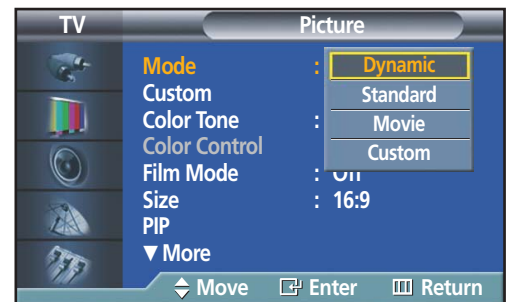 TV Picture
Mode : Dynamic
Custom Standard
Color Tone : Movie
Color Control Custom
Film Mode : Off
Size : 16:9
PIP
▼ More
Move Enter Return